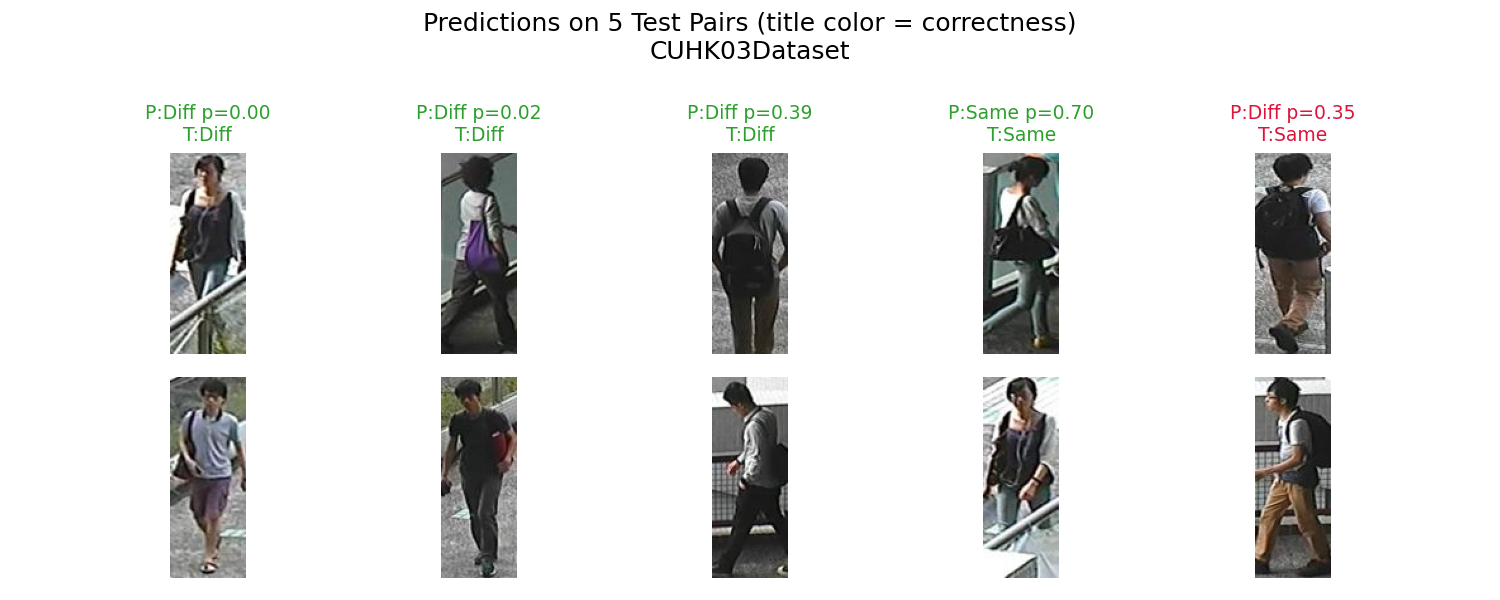 Predictions on 5 Test Pairs (title color = correctness)
CUHK03Dataset
P:Diff p=0.00
T:Diff
P:Diff p=0.02
T:Diff
P:Diff p=0.39
T:Diff
P:Same p=0.70
T:Same
P:Diff p=0.35
T:Same